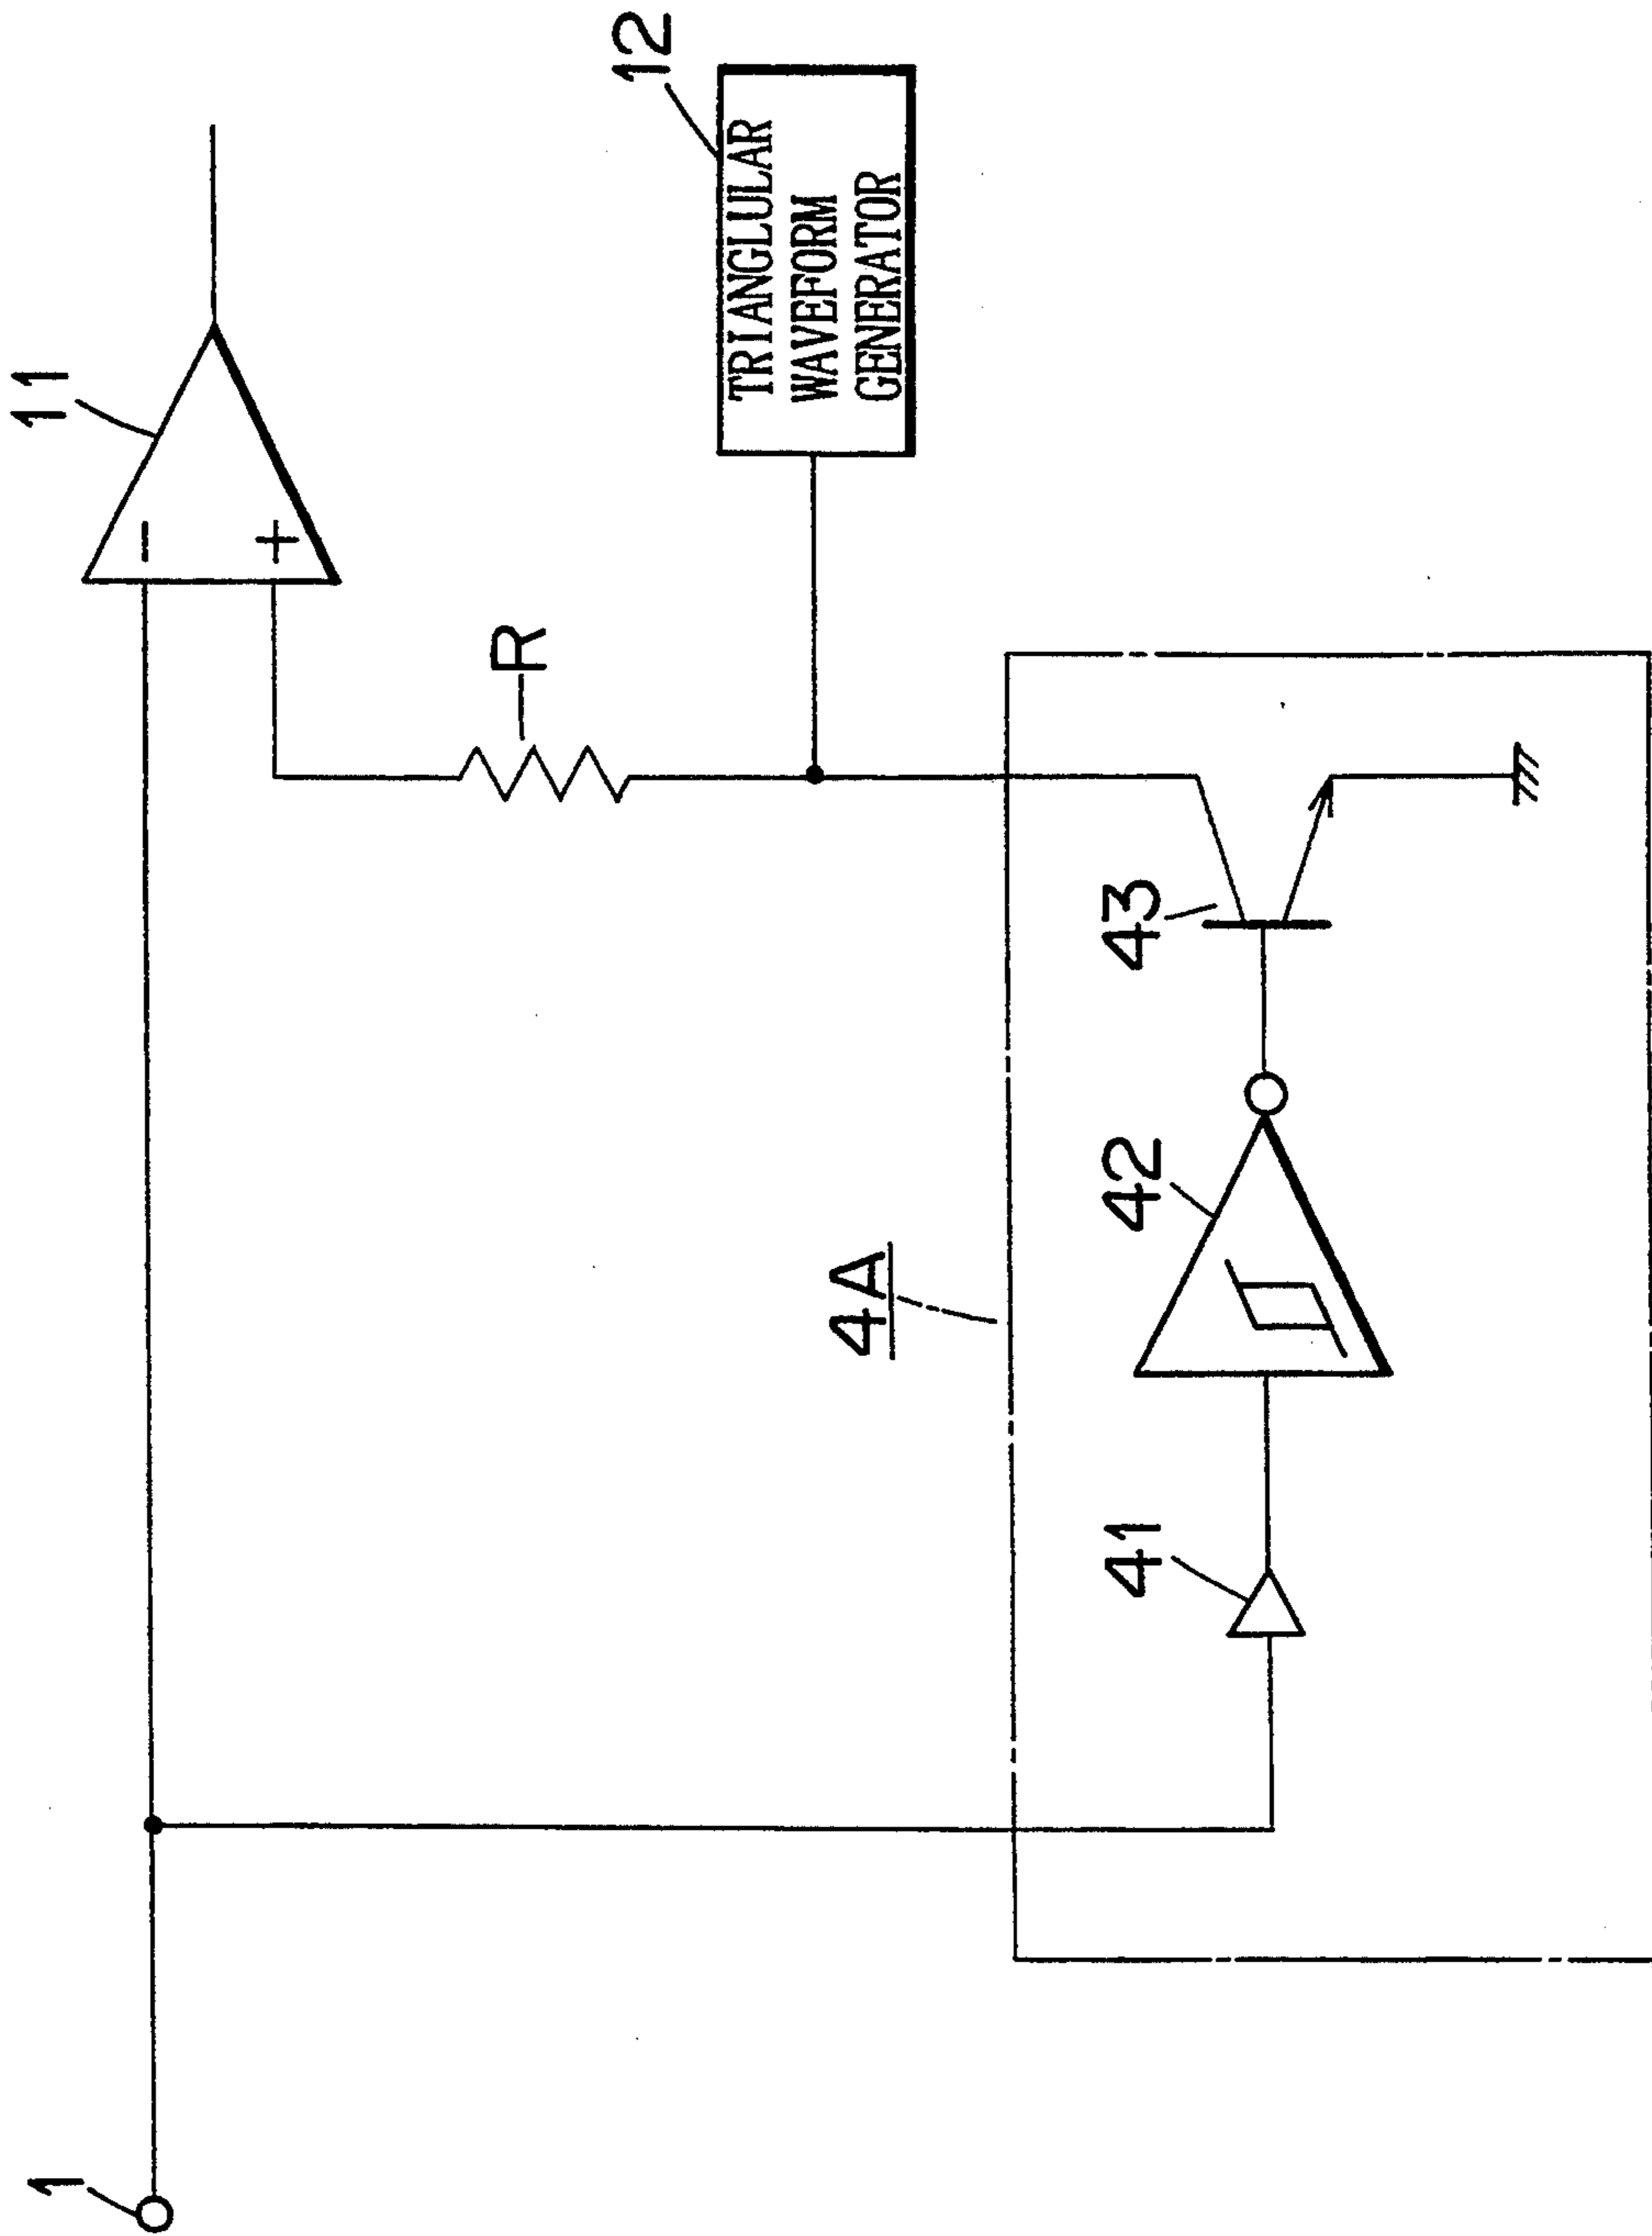 1
11
-
+
R
12
TRIANGLULAR
WAVEFORM
GENERATOR
4A
41
42
43